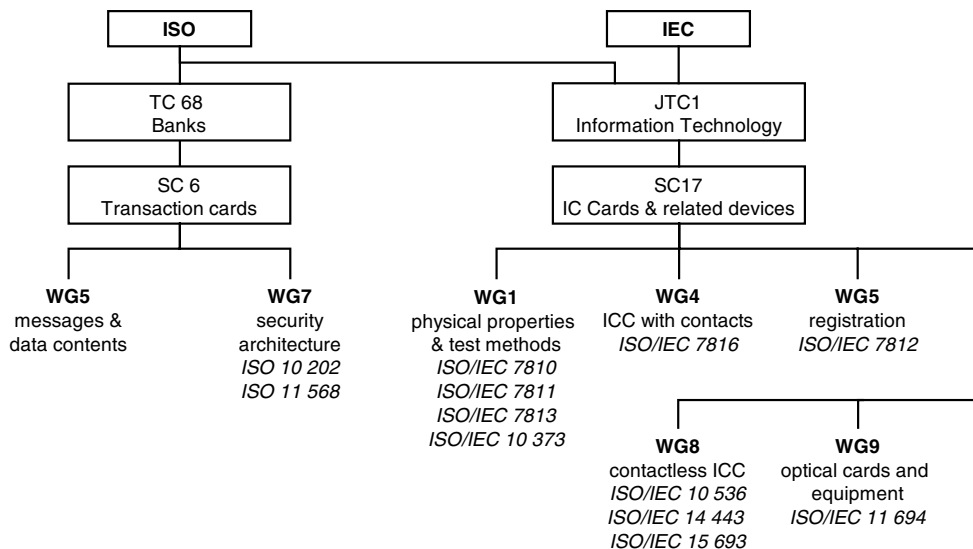 ISO
IEC
TC 68
Banks
JTC1
Information Technology
SC 6
Transaction cards
SC17
IC Cards & related devices
WG5
messages &
data contents
WG7
security
architecture
ISO 10 202
ISO 11 568
WG1
physical properties
& test methods
ISO/IEC 7810
ISO/IEC 7811
ISO/IEC 7813
ISO/IEC 10 373
WG4
ICC with contacts
ISO/IEC 7816
WG5
registration
ISO/IEC 7812
WG8
contactless ICC
ISO/IEC 10 536
ISO/IEC 14 443
ISO/IEC 15 693
WG9
optical cards and
equipment
ISO/IEC 11 694